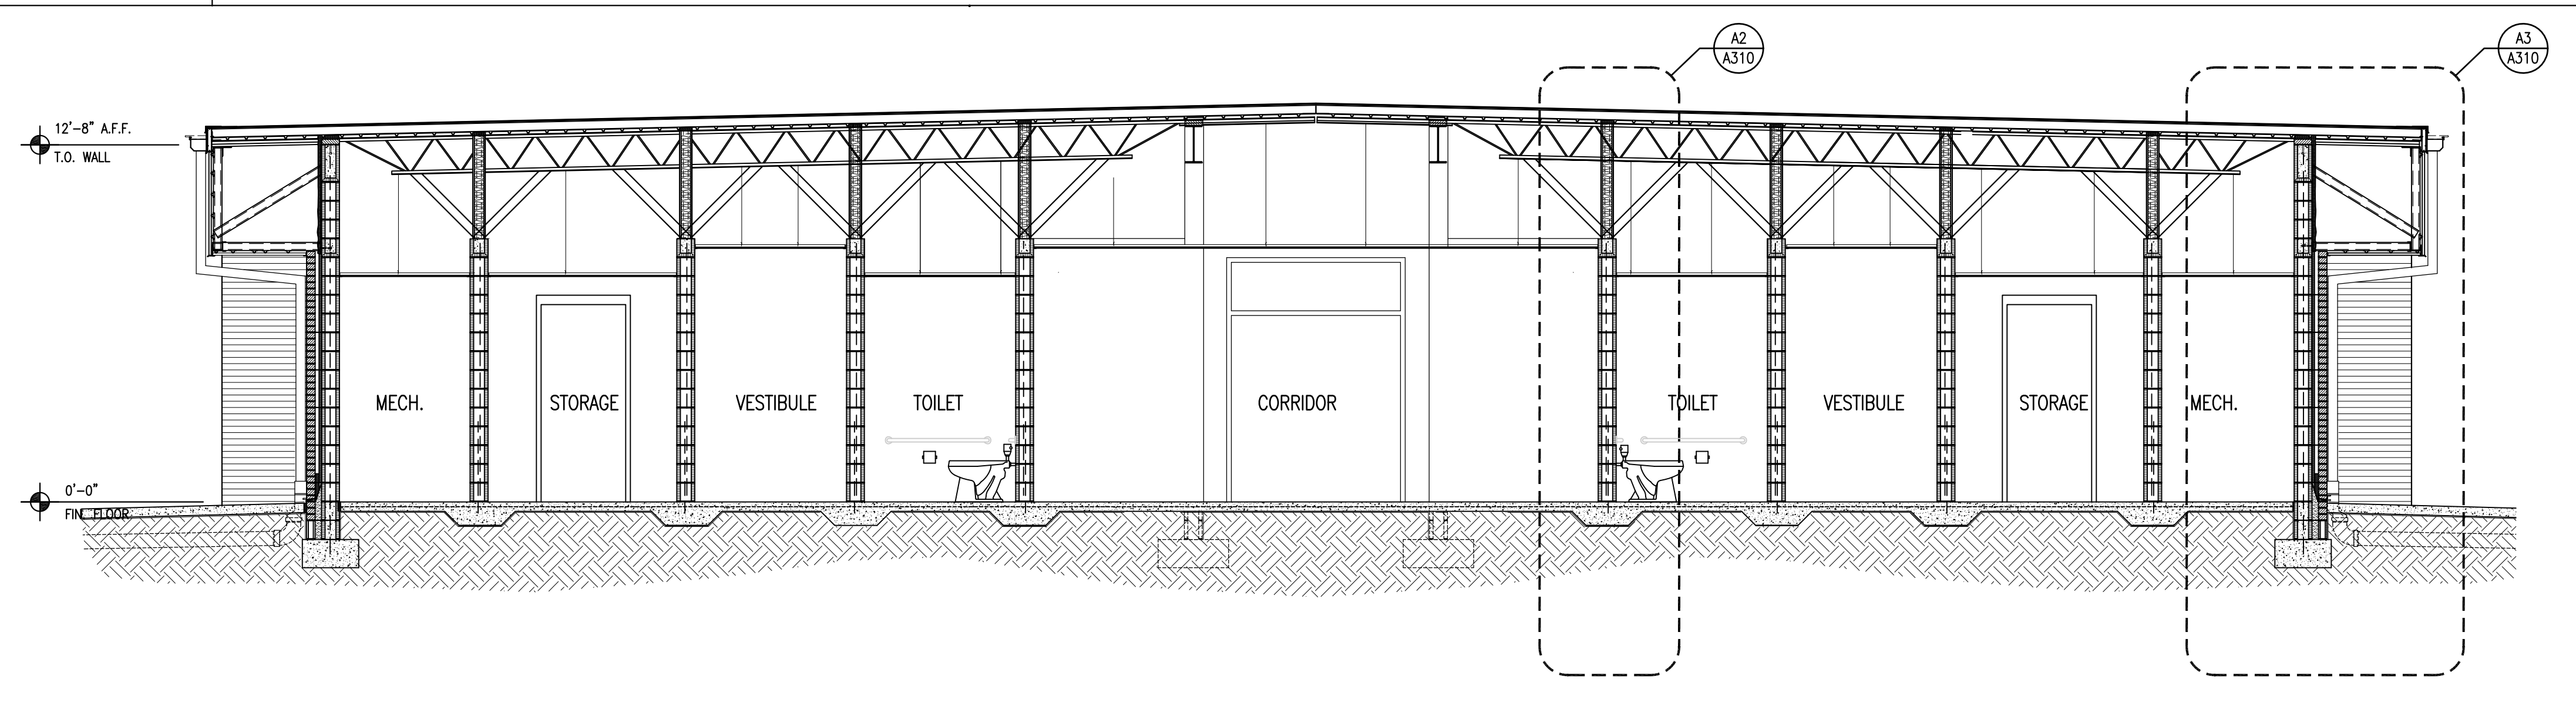 A2
A310
A3
A310
12'-8" A.F.F.
T.O. WALL
MECH.
STORAGE
VESTIBULE
TOILET
CORRIDOR
TOILET
VESTIBULE
STORAGE
MECH.
0'-0"
FIN. FLOOR